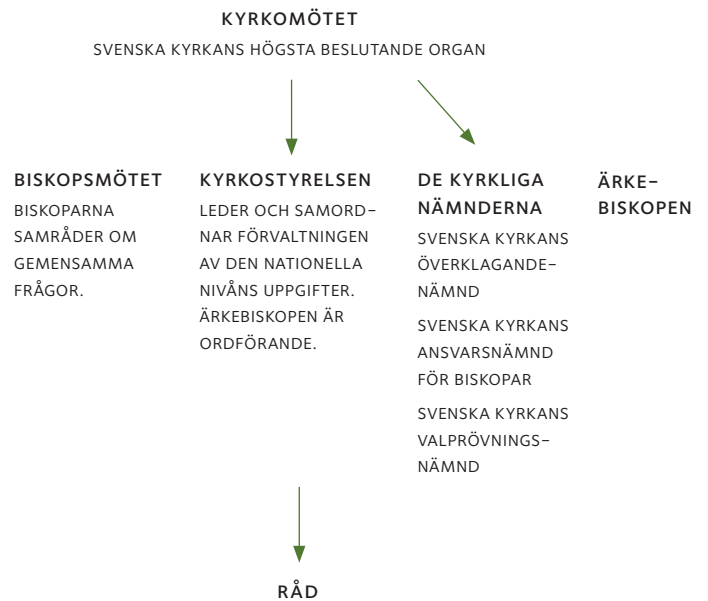 KYRKOMÖTET
SVENSKA KYRKANS HÖGSTA BESLUTANDE ORGAN
BISKOPSMÖTET
BISKOPARNA
SAMRÅDER OM
GEMENSAMMA
FRÅGOR.
KYRKOSTYRELSEN
LEDER OCH SAMORD-
NAR FÖRVALTNINGEN
AV DEN NATIONELLA
NIVÅNS UPPGIFTER.
ÄRKEBISKOPEN ÄR
ORDFÖRANDE.
DE KYRKLIGA
NÄMNDERNA
SVENSKA KYRKANS
ÖVERKLAGANDE-
NÄMND
SVENSKA KYRKANS
ANSVARSNÄMND
FÖR BISKOPAR
SVENSKA KYRKANS
VALPRÖVNINGS-
NÄMND
ÄRKE-
BISKOPEN
RÅD